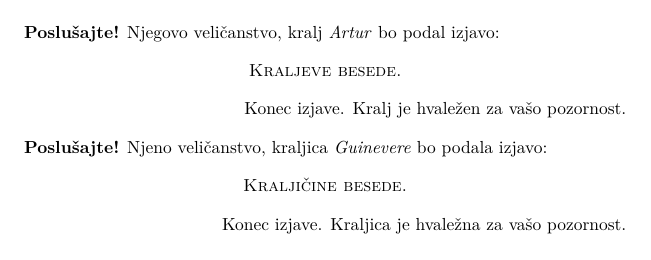 Poslušajte! Njegovo veličanstvo, kralj Artur bo podal izjavo:
Kraljeve besede.
Konec izjave. Kralj je hvaležen za vašo pozornost.
Poslušajte! Njeno veličanstvo, kraljica Guinevere bo podala izjavo:
Kraljičine besede.
Konec izjave. Kraljica je hvaležna za vašo pozornost.